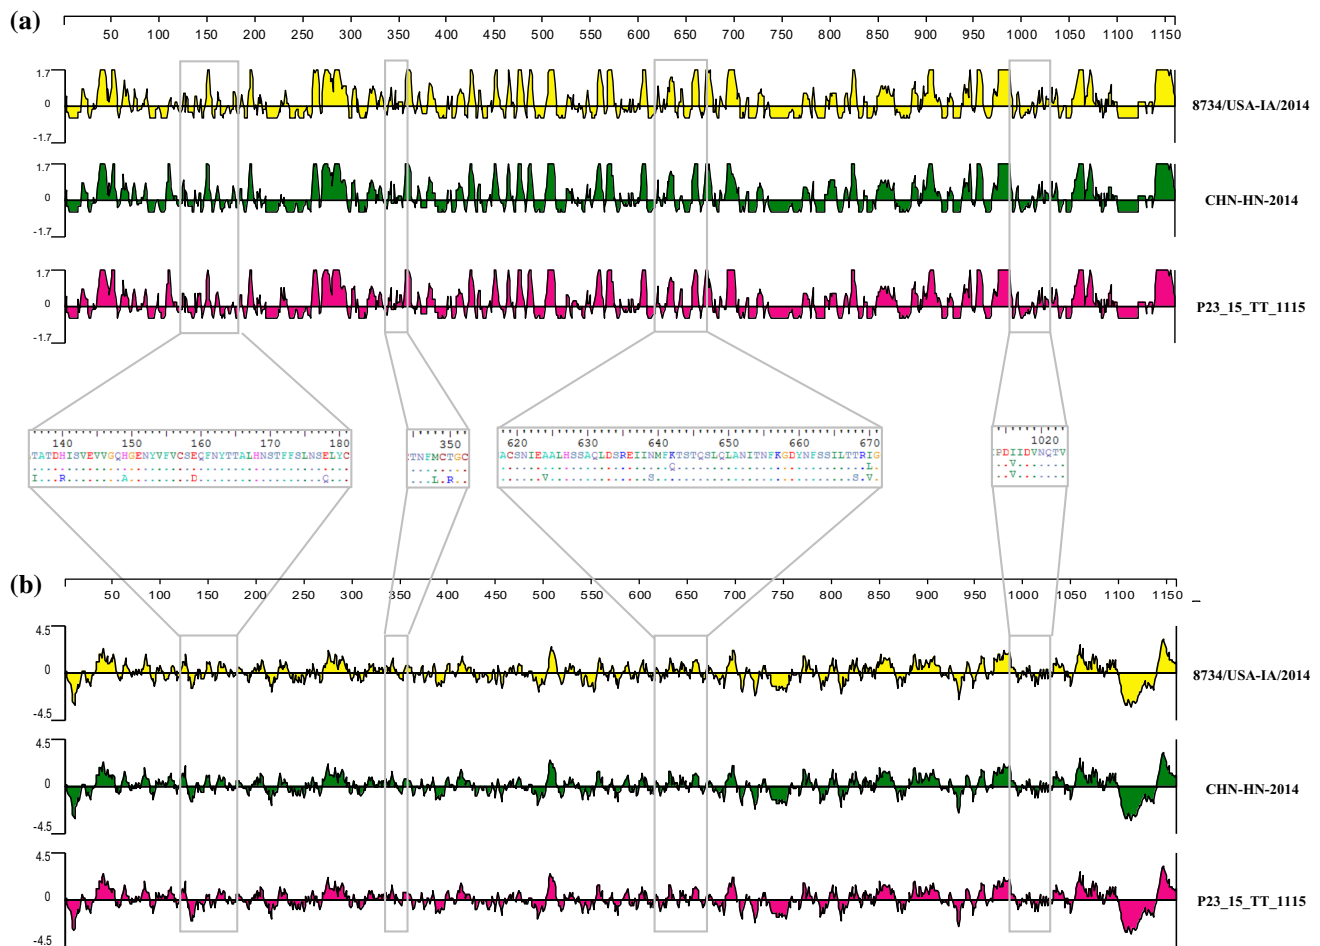 (a)
50 100 150 200 250 300 350 400 450 500 550 600 650 700 750 800 850 900 950 1000 1050 1100 1150
1.7
0
-1.7
8734/USA-IA/2014
1.7
0
-1.7
CHN-HN-2014
1.7
0
-1.7
P23_15_TT_1115
140 150 160 170 180
TATDHISVEVVGQHGENYVFVCSEQFNYTTALHNSTFFSLNSELYC
..............................................
I...R........A.........D..................Q...
350
TNFMCTGC
........
...L.R..
620 630 640 650 660 670
ACSNIEAALHSSAQLDSREIINMFKTSTQSLQLANITNFKGDYNFSSILTTRIG
........................Q...........................L.
......V..............S............................S.V.
1020
PDIIDVNQTV
..V.......
..V.......
(b)
50 100 150 200 250 300 350 400 450 500 550 600 650 700 750 800 850 900 950 1000 1050 1100 1150
4.5
0
-4.5
8734/USA-IA/2014
4.5
0
-4.5
CHN-HN-2014
4.5
0
-4.5
P23_15_TT_1115